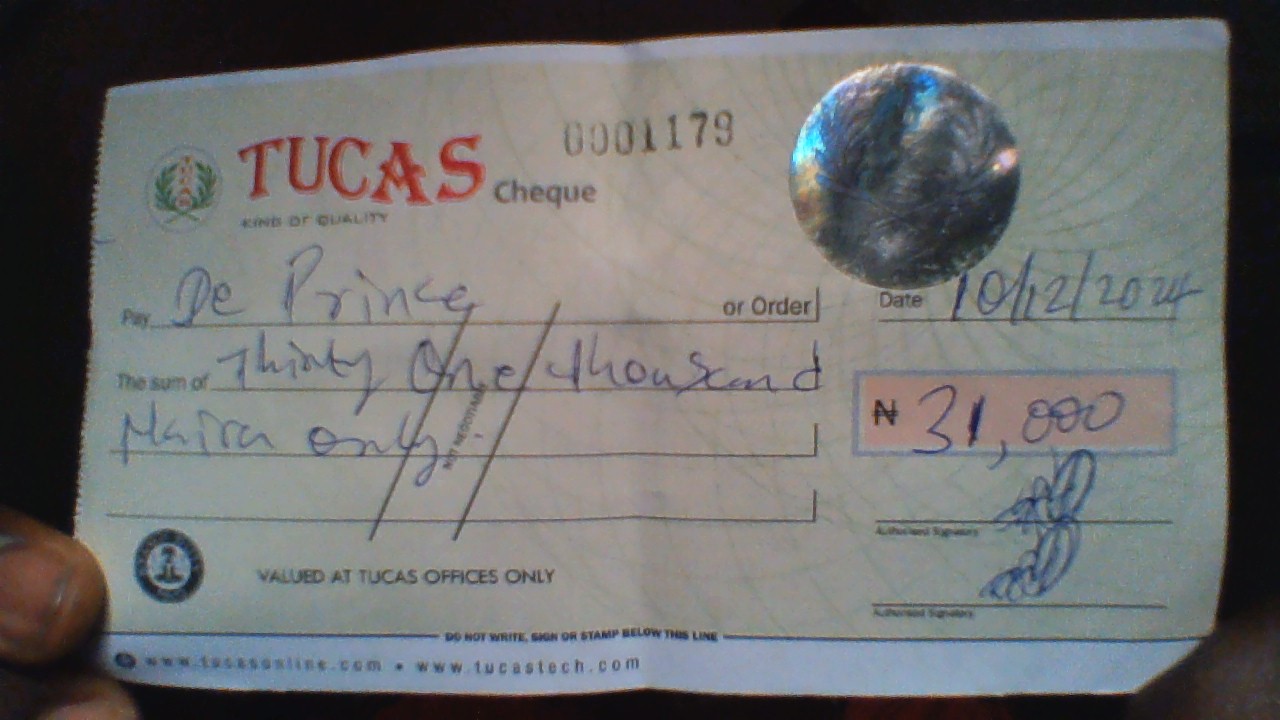 TUCAS Cheque
0001179
KING OF QUALITY
Pay De Prince or Order
Date 10/12/2024
The sum of Thirty One thousand
Naira only.
₦ 31,000
NOT NEGOTIABLE
Authorised Signatory
Authorised Signatory
VALUED AT TUCAS OFFICES ONLY
DO NOT WRITE, SIGN OR STAMP BELOW THIS LINE
www.tucasonline.com • www.tucastech.com